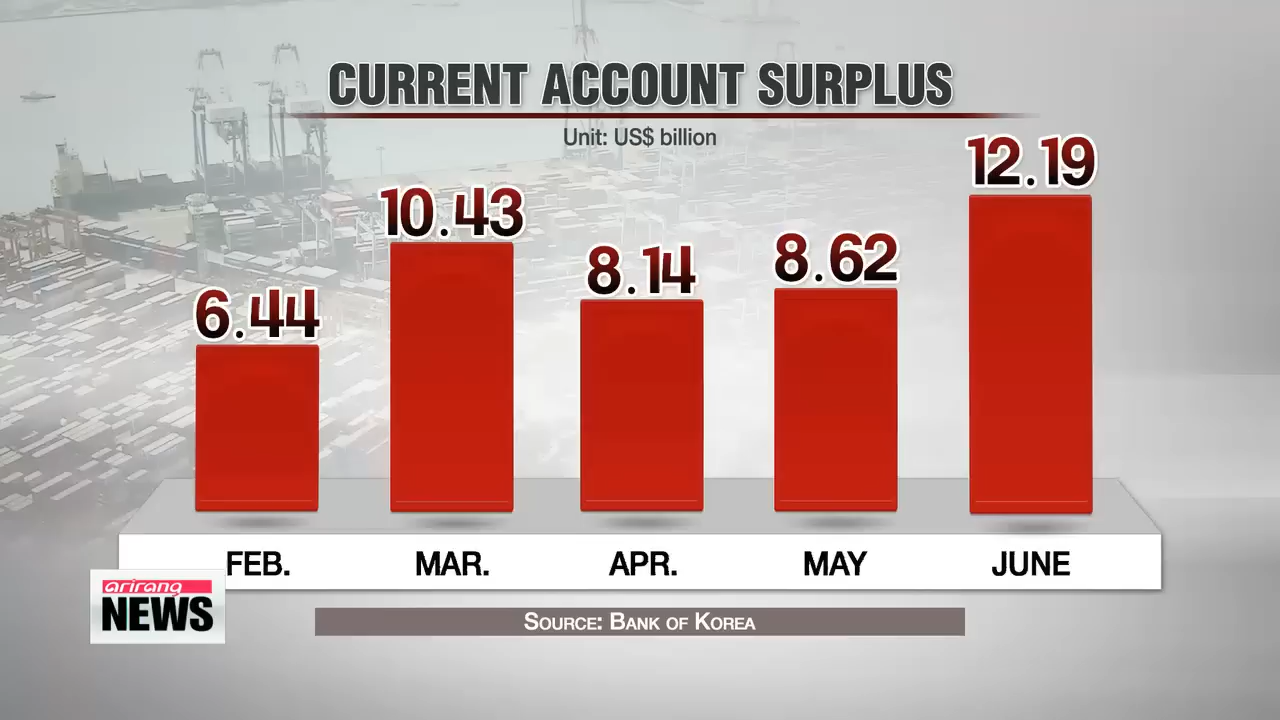 CURRENT ACCOUNT SURPLUS
Unit: US$ billion
6.44
10.43
8.14
8.62
12.19
FEB.
MAR.
APR.
MAY
JUNE
arirang
NEWS
SOURCE: BANK OF KOREA